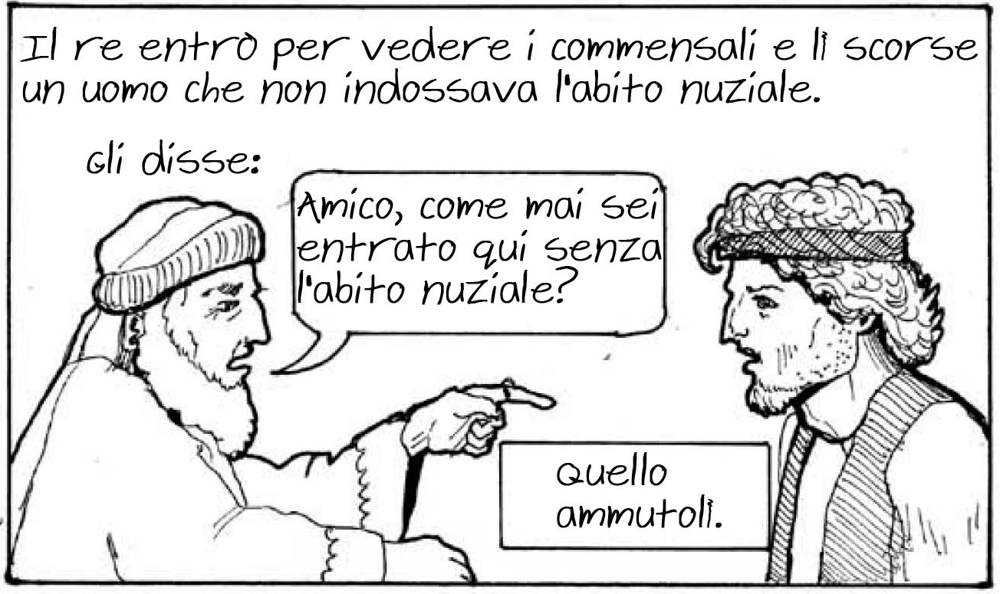 Il re entrò per vedere i commensali e lì scorse
un uomo che non indossava l'abito nuziale.
Gli disse:
Amico, come mai sei
entrato qui senza
l'abito nuziale?
Quello
ammutolì.